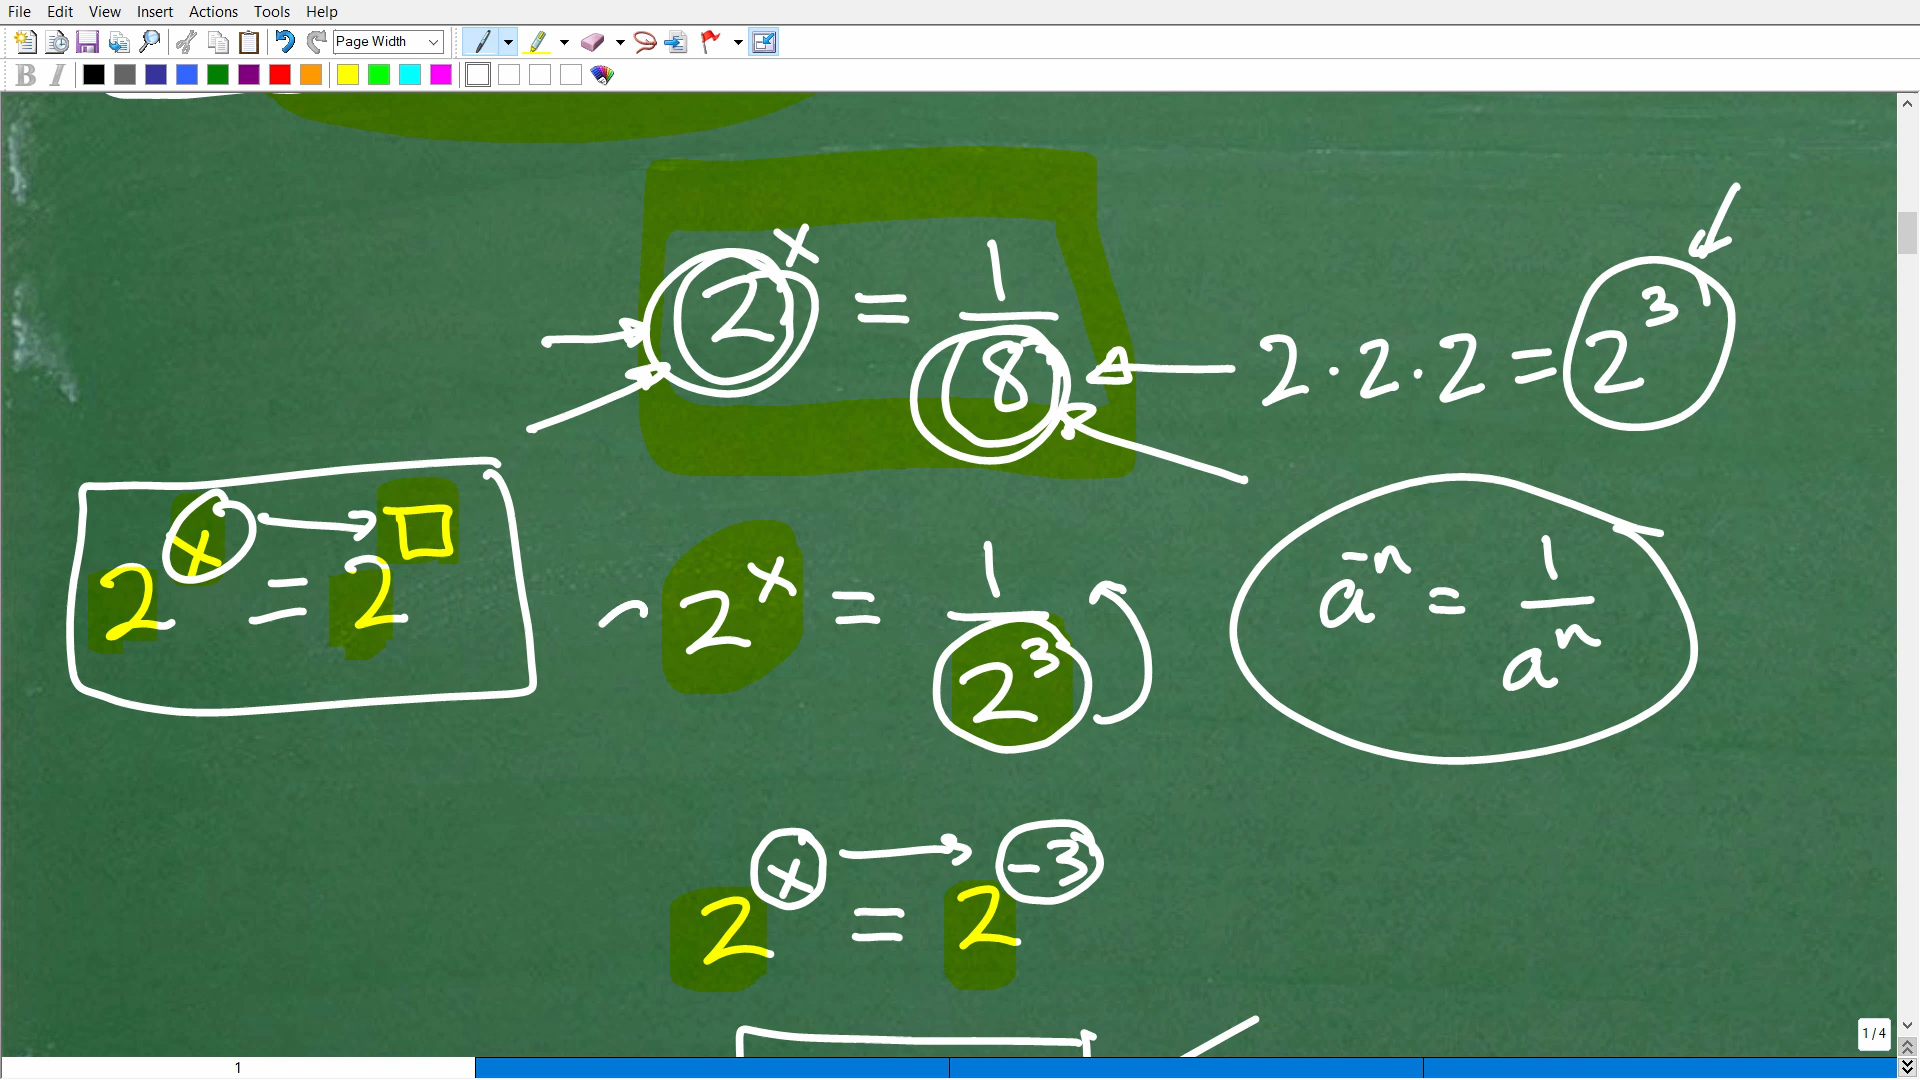 File Edit View Insert Actions Tools Help
Page Width
B I
2^x = 1/8
2 · 2 · 2 = 2^3
2^x = 2^□
2^x = 1/2^3
a^-n = 1/a^n
2^x = 2^-3
1 / 4
1